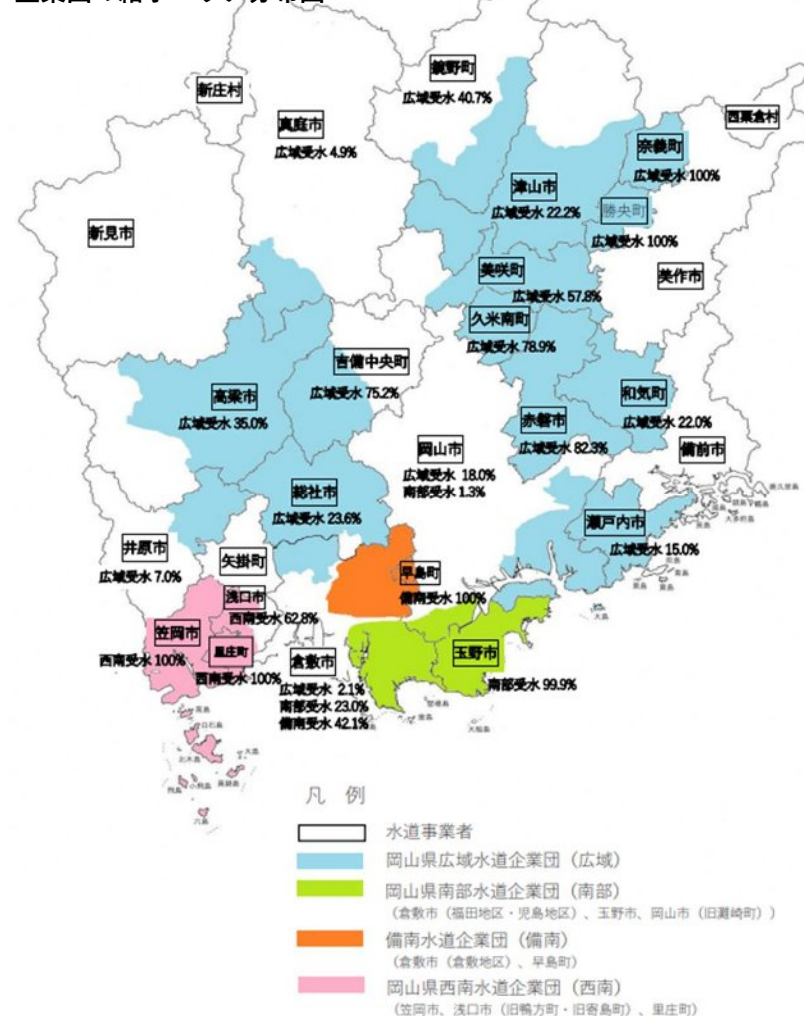 鏡野町
広域受水 40.7%
新庄村
真庭市
広域受水 4.9%
西粟倉村
奈義町
広域受水 100%
津山市
広域受水 22.2%
勝央町
広域受水 100%
新見市
美咲町
広域受水 57.8%
美作市
久米南町
広域受水 78.9%
吉備中央町
広域受水 75.2%
高梁市
広域受水 35.0%
和気町
広域受水 22.0%
赤磐市
広域受水 82.3%
岡山市
広域受水 18.0%
南部受水 1.3%
備前市
総社市
広域受水 23.6%
瀬戸内市
広域受水 15.0%
井原市
広域受水 7.0%
矢掛町
早島町
備南受水 100%
浅口市
西南受水 62.8%
笠岡市
西南受水 100%
里庄町
西南受水 100%
倉敷市
広域受水 2.1%
南部受水 23.0%
備南受水 42.1%
玉野市
南部受水 99.9%
北木島
六島
凡 例
水道事業者
岡山県広域水道企業団（広域）
岡山県南部水道企業団（南部）
（倉敷市（福田地区・児島地区）、玉野市、岡山市（旧灘崎町））
備南水道企業団（備南）
（倉敷市（倉敷地区）、早島町）
岡山県西南水道企業団（西南）
（笠岡市、浅口市（旧鴨方町・旧寄島町）、里庄町）